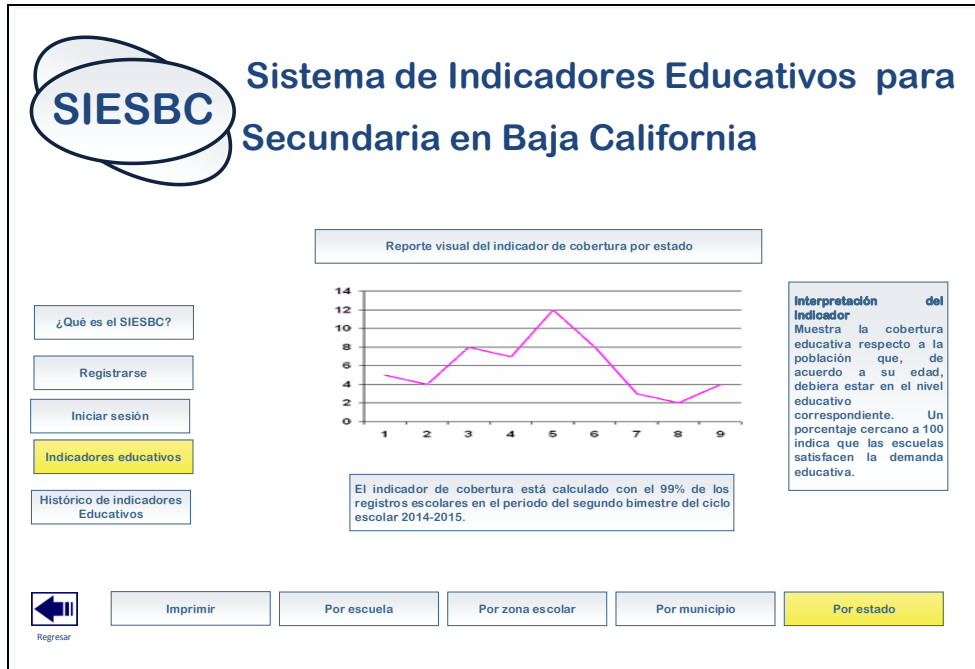 SIESBC
Sistema de Indicadores Educativos para
Secundaria en Baja California
Reporte visual del indicador de cobertura por estado
¿Qué es el SIESBC?
Registrarse
Iniciar sesión
Indicadores educativos
Histórico de indicadores
Educativos
14
12
10
8
6
4
2
0
1 2 3 4 5 6 7 8 9
El indicador de cobertura está calculado con el 99% de los
registros escolares en el periodo del segundo bimestre del ciclo
escolar 2014-2015.
Interpretación del
indicador
Muestra la cobertura
educativa respecto a la
población que, de
acuerdo a su edad,
debiera estar en el nivel
educativo
correspondiente. Un
porcentaje cercano a 100
indica que las escuelas
satisfacen la demanda
educativa.
Regresar
Imprimir
Por escuela
Por zona escolar
Por municipio
Por estado